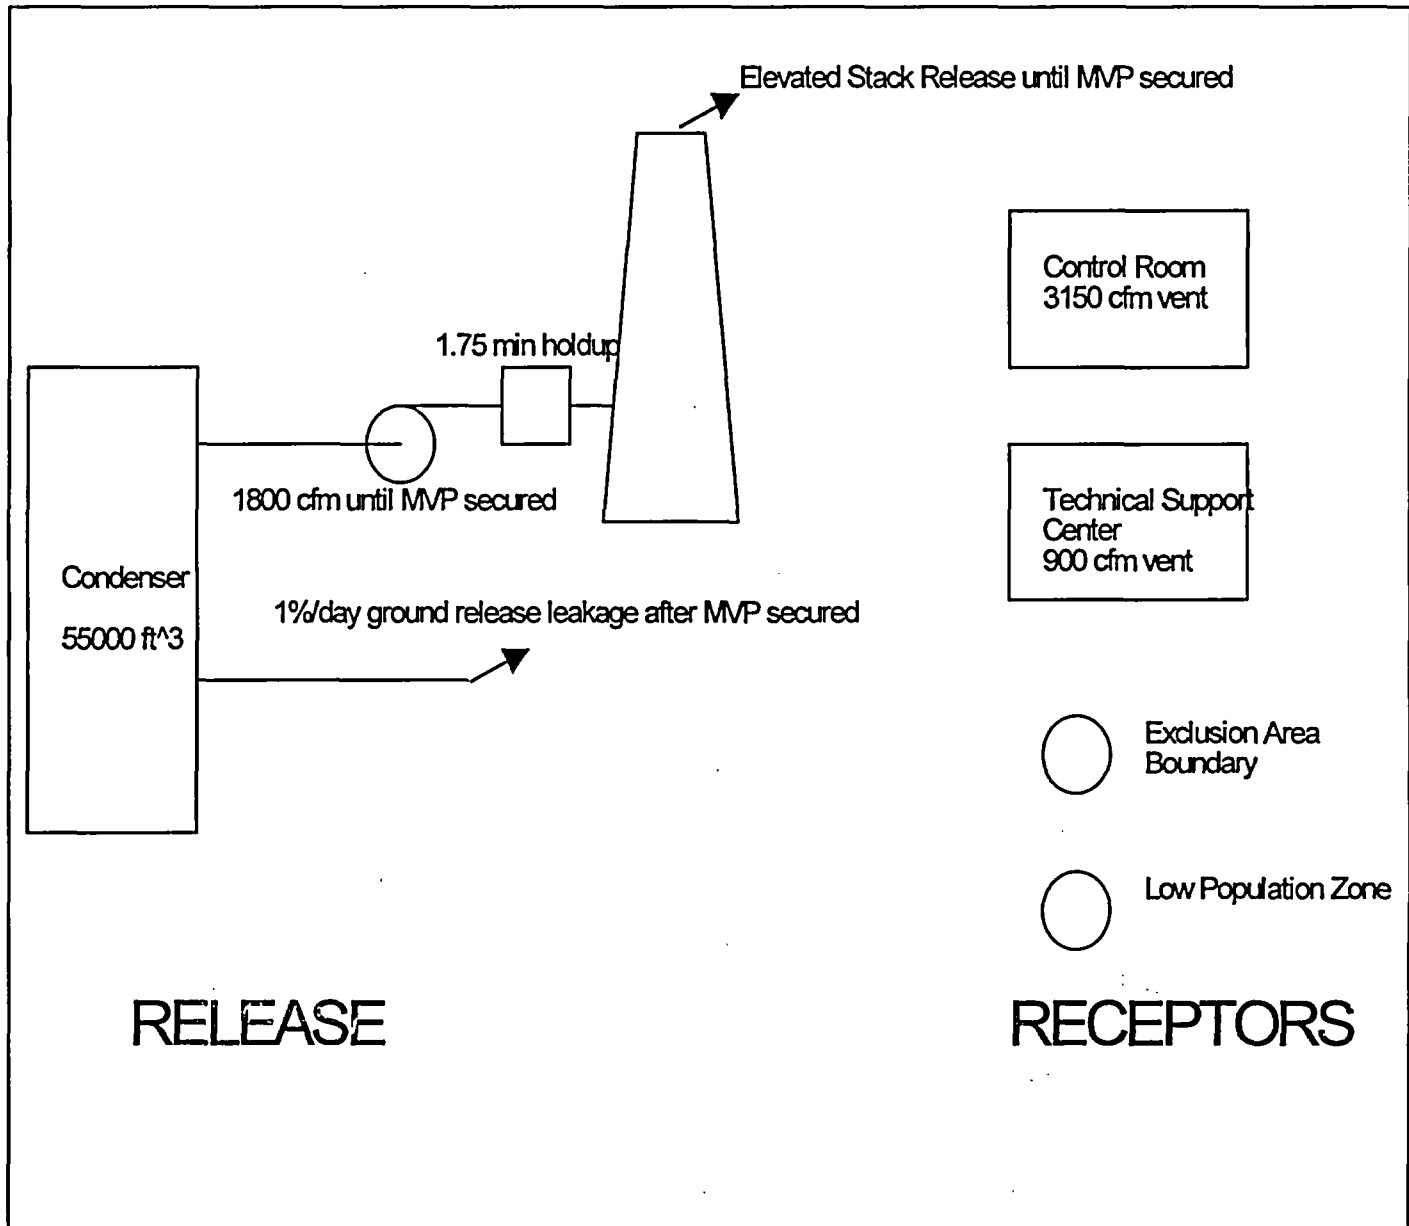 Elevated Stack Release until MVP secured
Control Room
3150 cfm vent
1.75 min holdup
1800 cfm until MVP secured
Technical Support
Center
900 cfm vent
Condenser
55000 ft^3
1%/day ground release leakage after MVP secured
Exclusion Area
Boundary
Low Population Zone
RELEASE
RECEPTORS